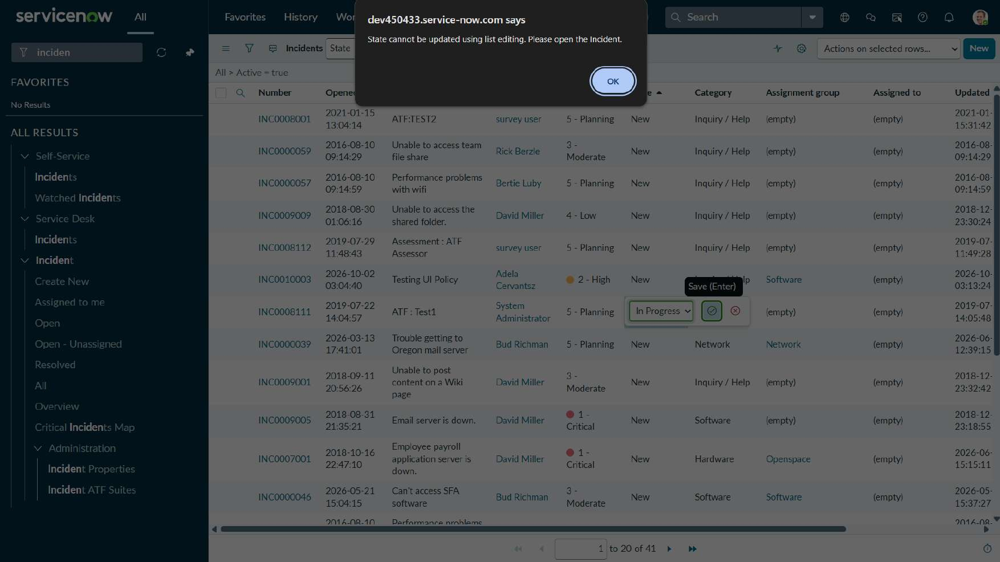 servicenow
All
Favorites
History
Wor
Search
dev450433.service-now.com says
State cannot be updated using list editing. Please open the Incident.
OK
inciden
FAVORITES
No Results
ALL RESULTS
Self-Service
Incidents
Watched Incidents
Service Desk
Incidents
Incident
Create New
Assigned to me
Open
Open - Unassigned
Resolved
All
Overview
Critical Incidents Map
Administration
Incident Properties
Incident ATF Suites
Incidents State
Actions on selected rows...
New
All > Active = true
Number Opened e Category Assignment group Assigned to Updated
INC0008001 2021-01-15 13:04:14 ATF:TEST2 survey user 5 - Planning New Inquiry / Help (empty) (empty) 2021-01- 15:31:42
INC0000059 2016-08-10 09:14:29 Unable to access team file share Rick Berzle 3 - Moderate New Inquiry / Help (empty) (empty) 2016-08- 09:14:29
INC0000057 2016-08-10 09:14:59 Performance problems with wifi Bertie Luby 5 - Planning New Inquiry / Help (empty) (empty) 2016-08- 09:14:59
INC0009009 2018-08-30 01:06:16 Unable to access the shared folder. David Miller 4 - Low New Inquiry / Help (empty) (empty) 2018-12- 23:30:24
INC0008112 2019-07-29 11:48:43 Assessment : ATF Assessor survey user 5 - Planning New Inquiry / Help (empty) (empty) 2019-07- 11:49:28
INC0010003 2026-10-02 03:04:40 Testing UI Policy Adela Cervantsz 2 - High New Software (empty) 2026-10- 03:13:24
Save (Enter)
INC0008111 2019-07-22 14:04:57 ATF : Test1 System Administrator 5 - Planning In Progress (empty) (empty) 2019-07- 14:05:48
INC0000039 2026-03-13 17:41:01 Trouble getting to Oregon mail server Bud Richman 5 - Planning New Network Network (empty) 2026-06- 12:39:15
INC0009001 2018-09-11 20:56:26 Unable to post content on a Wiki page David Miller 3 - Moderate New Inquiry / Help (empty) (empty) 2018-12- 23:32:42
INC0009005 2018-08-31 21:35:21 Email server is down. David Miller 1 - Critical New Software (empty) (empty) 2018-12- 23:18:55
INC0007001 2018-10-16 22:47:10 Employee payroll application server is down. David Miller 1 - Critical New Hardware Openspace (empty) 2026-06- 15:15:11
INC0000046 2026-05-21 15:04:15 Can't access SFA software Bud Richman 3 - Moderate New Software Software (empty) 2026-05- 15:37:27
2016-08-10 Performance problems 2016-08-
1 to 20 of 41